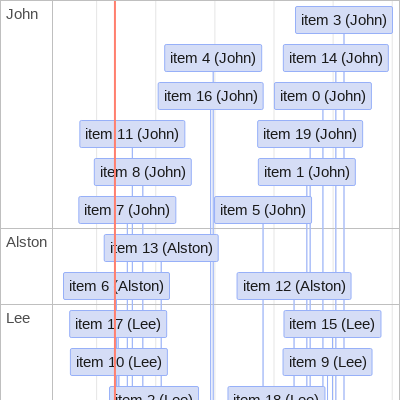 John
item 3 (John)
item 4 (John)
item 14 (John)
item 16 (John)
item 0 (John)
item 11 (John)
item 19 (John)
item 8 (John)
item 1 (John)
item 7 (John)
item 5 (John)
Alston
item 13 (Alston)
item 6 (Alston)
item 12 (Alston)
Lee
item 17 (Lee)
item 15 (Lee)
item 10 (Lee)
item 9 (Lee)
item 2 (Lee)
item 18 (Lee)